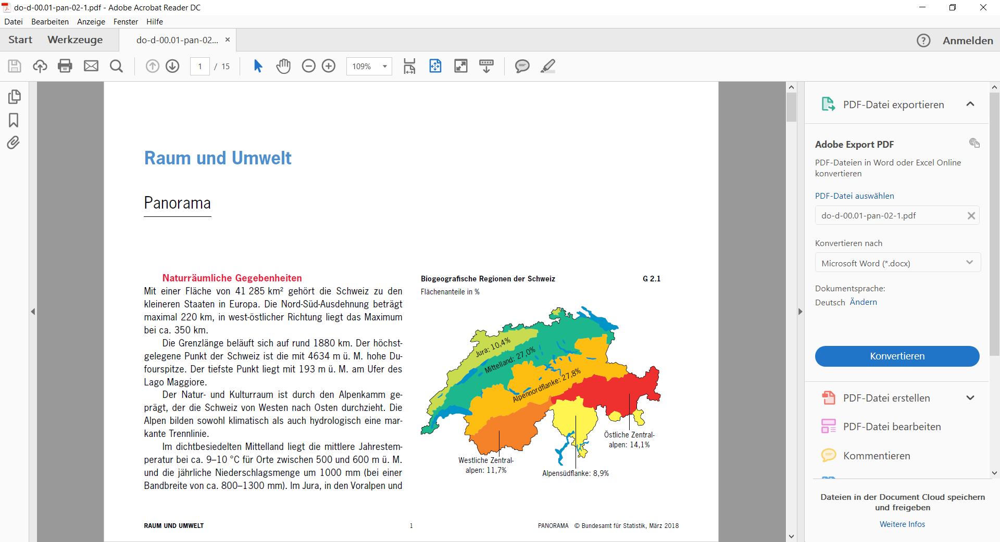 do-d-00.01-pan-02-1.pdf - Adobe Acrobat Reader DC
Datei Bearbeiten Anzeige Fenster Hilfe
Start Werkzeuge do-d-00.01-pan-02... × ? Anmelden
1 / 15 109%
Raum und Umwelt
Panorama
Naturräumliche Gegebenheiten
Mit einer Fläche von 41 285 km² gehört die Schweiz zu den
kleineren Staaten in Europa. Die Nord-Süd-Ausdehnung beträgt
maximal 220 km, in west-östlicher Richtung liegt das Maximum
bei ca. 350 km.
Die Grenzlänge beläuft sich auf rund 1880 km. Der höchst-
gelegene Punkt der Schweiz ist die mit 4634 m ü. M. hohe Du-
fourspitze. Der tiefste Punkt liegt mit 193 m ü. M. am Ufer des
Lago Maggiore.
Der Natur- und Kulturraum ist durch den Alpenkamm ge-
prägt, der die Schweiz von Westen nach Osten durchzieht. Die
Alpen bilden sowohl klimatisch als auch hydrologisch eine mar-
kante Trennlinie.
Im dichtbesiedelten Mittelland liegt die mittlere Jahrestem-
peratur bei ca. 9–10 °C für Orte zwischen 500 und 600 m ü. M.
und die jährliche Niederschlagsmenge um 1000 mm (bei einer
Bandbreite von ca. 800–1300 mm). Im Jura, in den Voralpen und
Biogeografische Regionen der Schweiz G 2.1
Flächenanteile in %
Jura: 10,4%
Mittelland: 27,0%
Alpennordflanke: 27,8%
Östliche Zentral-
alpen: 14,1%
Westliche Zentral-
alpen: 11,7%
Alpensüdflanke: 8,9%
RAUM UND UMWELT 1 PANORAMA © Bundesamt für Statistik, März 2018
PDF-Datei exportieren
Adobe Export PDF
PDF-Dateien in Word oder Excel Online
konvertieren
PDF-Datei auswählen
do-d-00.01-pan-02-1.pdf
Konvertieren nach
Microsoft Word (*.docx)
Dokumentsprache:
Deutsch Ändern
Konvertieren
PDF-Datei erstellen
PDF-Datei bearbeiten
Kommentieren
Dateien in der Document Cloud speichern
und freigeben
Weitere Infos